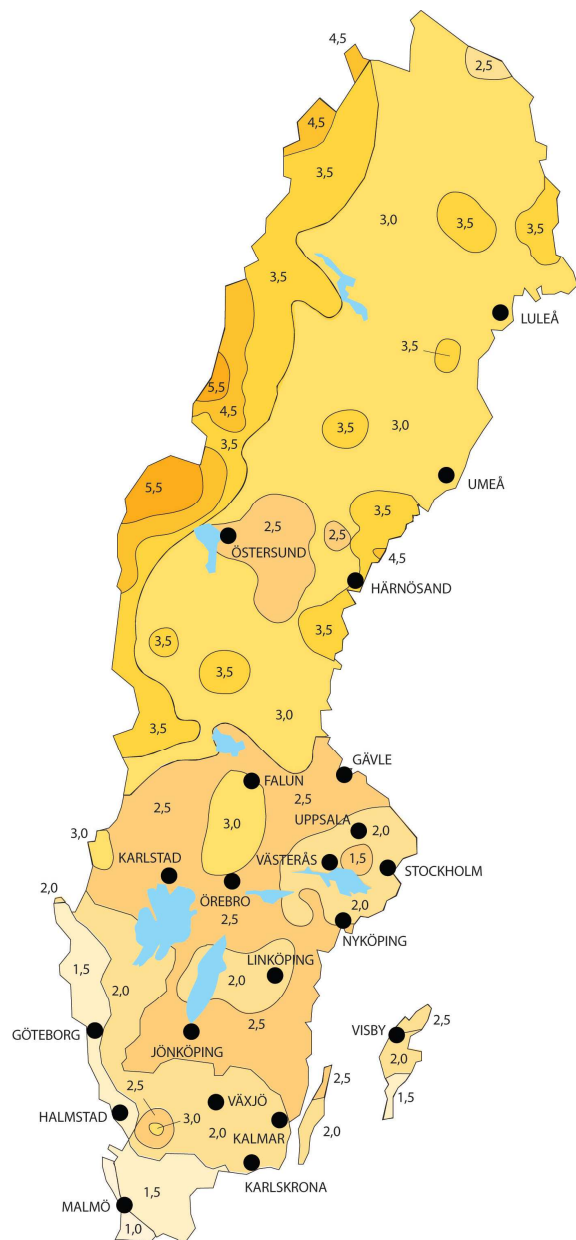 4,5
2,5
4,5
3,5
3,0
3,5
3,5
3,5
LULEÅ
3,5
5,5
4,5
3,5
3,0
3,5
UMEÅ
5,5
2,5
3,5
2,5
ÖSTERSUND
4,5
HÄRNÖSAND
3,5
3,5
3,5
3,5
3,0
GÄVLE
FALUN
2,5
2,5
UPPSALA
3,0
2,0
3,0
KARLSTAD
VÄSTERÅS
1,5
STOCKHOLM
2,0
ÖREBRO
2,0
2,5
NYKÖPING
1,5
LINKÖPING
2,0
2,0
GÖTEBORG
2,5
VISBY
2,5
JÖNKÖPING
2,0
2,5
2,5
1,5
VÄXJÖ
HALMSTAD
3,0
2,0
KALMAR
2,0
KARLSKRONA
1,5
MALMÖ
1,0